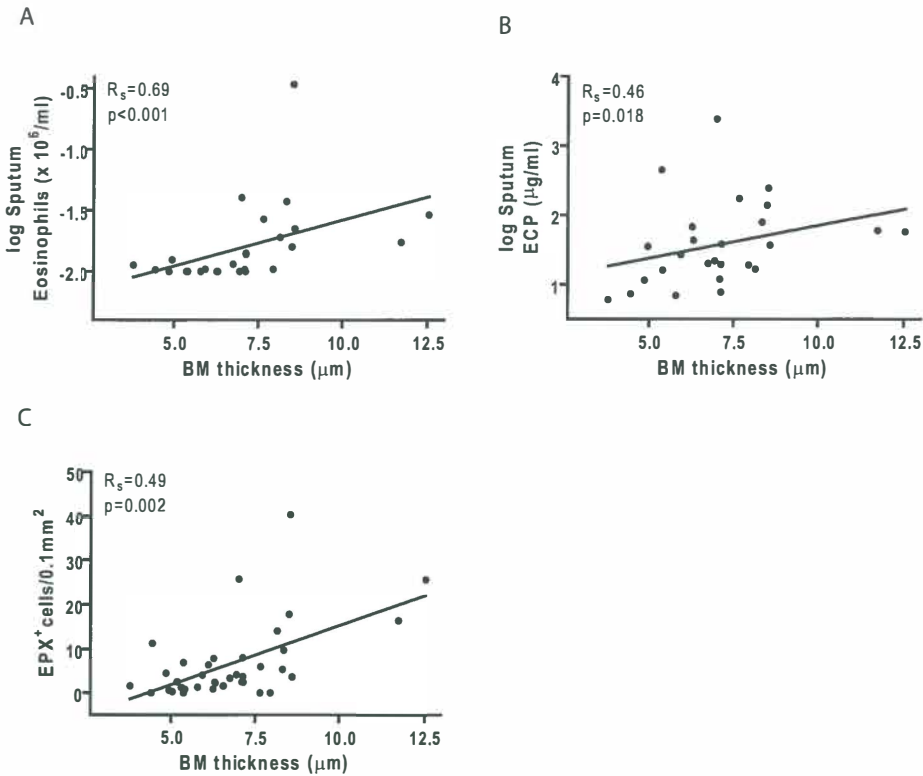 A
R_s=0.69
p<0.001
log Sputum
Eosinophils (x 10^6/ml)
-0.5
-1.0
-1.5
-2.0
5.0 7.5 10.0 12.5
BM thickness (μm)
B
R_s=0.46
p=0.018
log Sputum
ECP (μg/ml)
4
3
2
1
5.0 7.5 10.0 12.5
BM thickness (μm)
C
R_s=0.49
p=0.002
EPX^+ cells/0.1mm^2
50
40
30
20
10
0
5.0 7.5 10.0 12.5
BM thickness (μm)